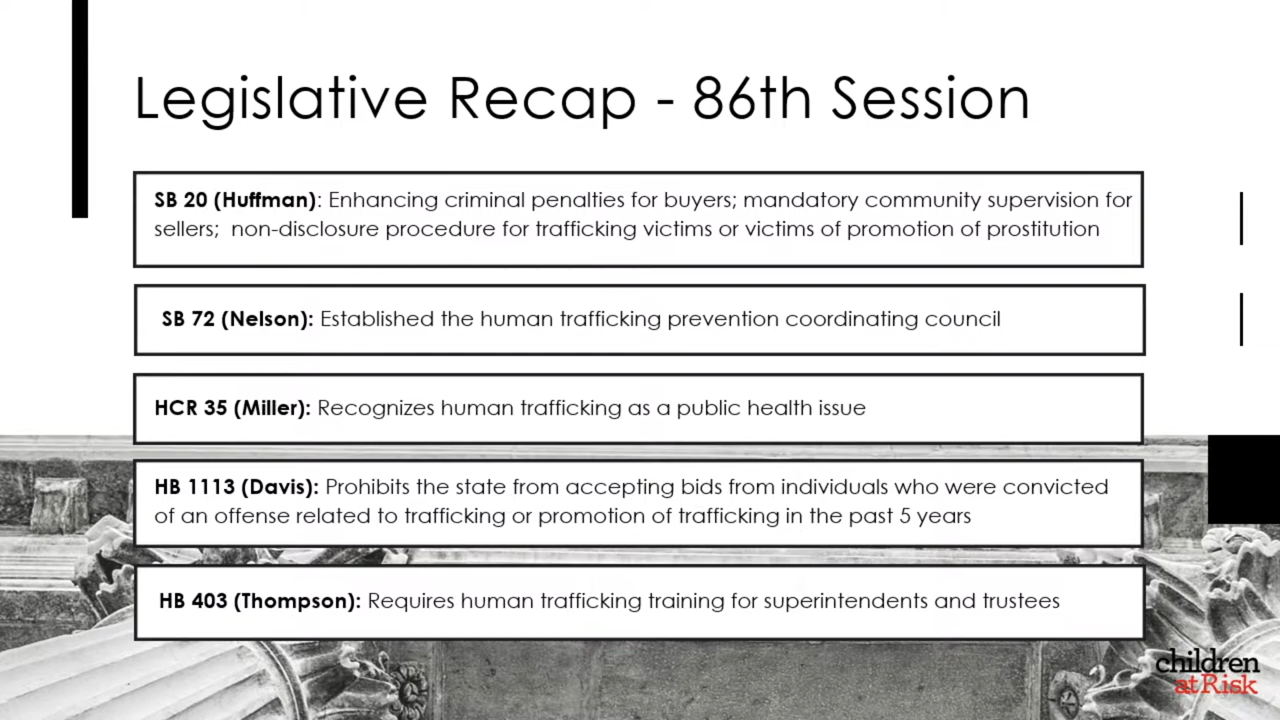 Legislative Recap - 86th Session
SB 20 (Huffman): Enhancing criminal penalties for buyers; mandatory community supervision for
sellers;  non-disclosure procedure for trafficking victims or victims of promotion of prostitution
SB 72 (Nelson): Established the human trafficking prevention coordinating council
HCR 35 (Miller): Recognizes human trafficking as a public health issue
HB 1113 (Davis): Prohibits the state from accepting bids from individuals who were convicted
of an offense related to trafficking or promotion of trafficking in the past 5 years
HB 403 (Thompson): Requires human trafficking training for superintendents and trustees
children
at Risk